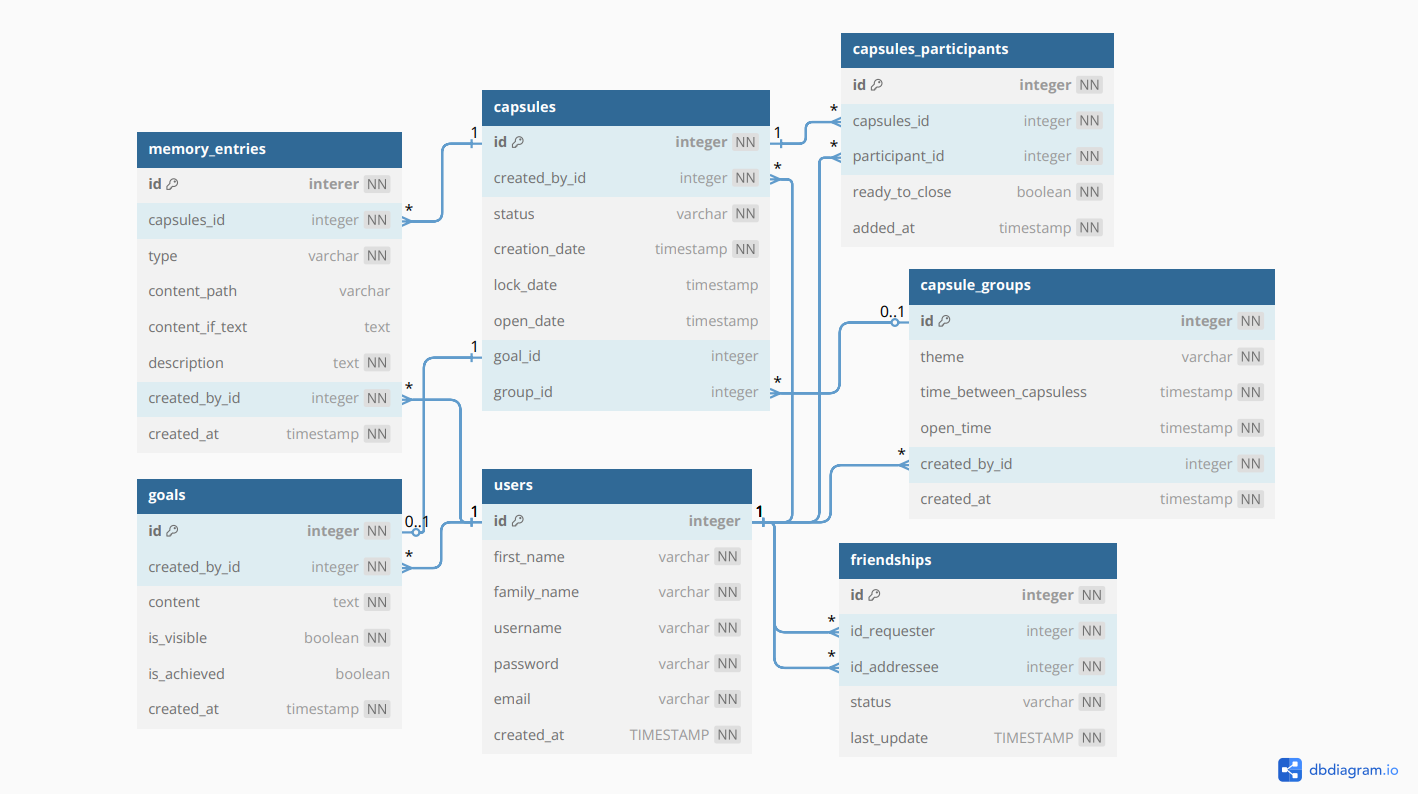 memory_entries
id interer NN
capsules_id integer NN
type varchar NN
content_path varchar
content_if_text text
description text NN
created_by_id integer NN
created_at timestamp NN
*
*
goals
id integer NN
created_by_id integer NN
content text NN
is_visible boolean NN
is_achieved boolean
created_at timestamp NN
0..1
*
capsules
1
1
id integer NN
created_by_id integer NN
*
status varchar NN
creation_date timestamp NN
lock_date timestamp
open_date timestamp
1
goal_id integer
group_id integer
*
users
1
1
id integer
first_name varchar NN
family_name varchar NN
username varchar NN
password varchar NN
email varchar NN
created_at TIMESTAMP NN
capsules_participants
id integer NN
*
capsules_id integer NN
*
participant_id integer NN
ready_to_close boolean NN
added_at timestamp NN
capsule_groups
0..1
id integer NN
theme varchar NN
time_between_capsuless timestamp NN
open_time timestamp NN
*
created_by_id integer NN
created_at timestamp NN
friendships
id integer NN
*
id_requester integer NN
*
id_addressee integer NN
status varchar NN
last_update TIMESTAMP NN
dbdiagram.io